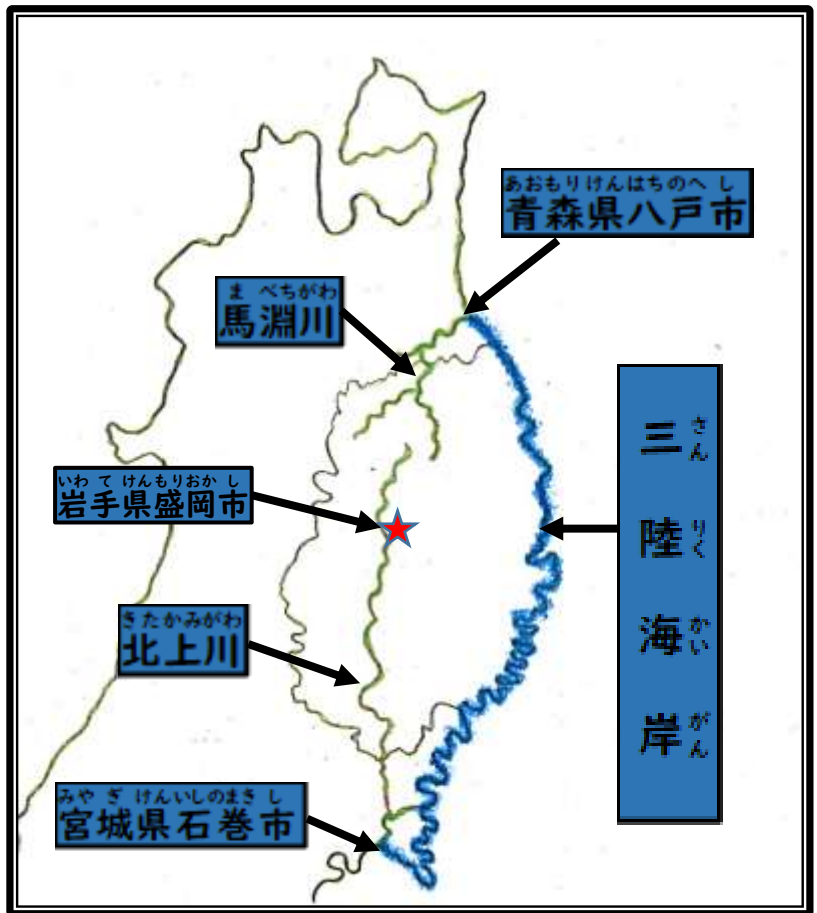 あおもりけんはちのへし
青森県八戸市
まべちがわ
馬淵川
さんりくかいがん
三陸海岸
いわてけんもりおかし
岩手県盛岡市
きたかみがわ
北上川
みやぎけんいしのまきし
宮城県石巻市